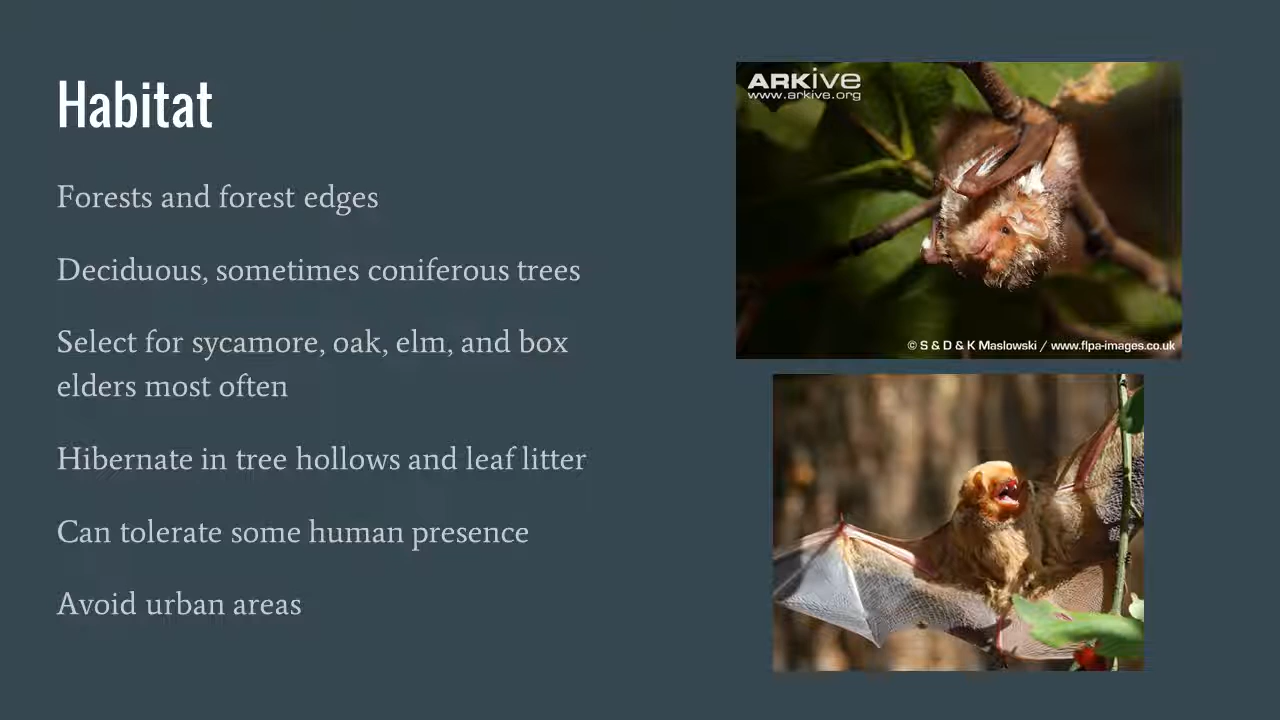 Habitat
Forests and forest edges
Deciduous, sometimes coniferous trees
Select for sycamore, oak, elm, and box
elders most often
Hibernate in tree hollows and leaf litter
Can tolerate some human presence
Avoid urban areas
ARKive
www.arkive.org
© S & D & K Maslowski / www.flpa-images.co.uk